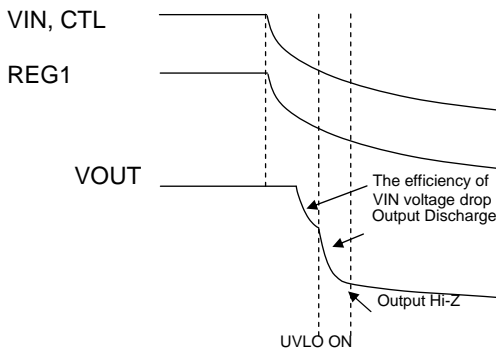 VIN, CTL
REG1
VOUT
The efficiency of
VIN voltage drop
Output Discharge
Output Hi-Z
UVLO ON